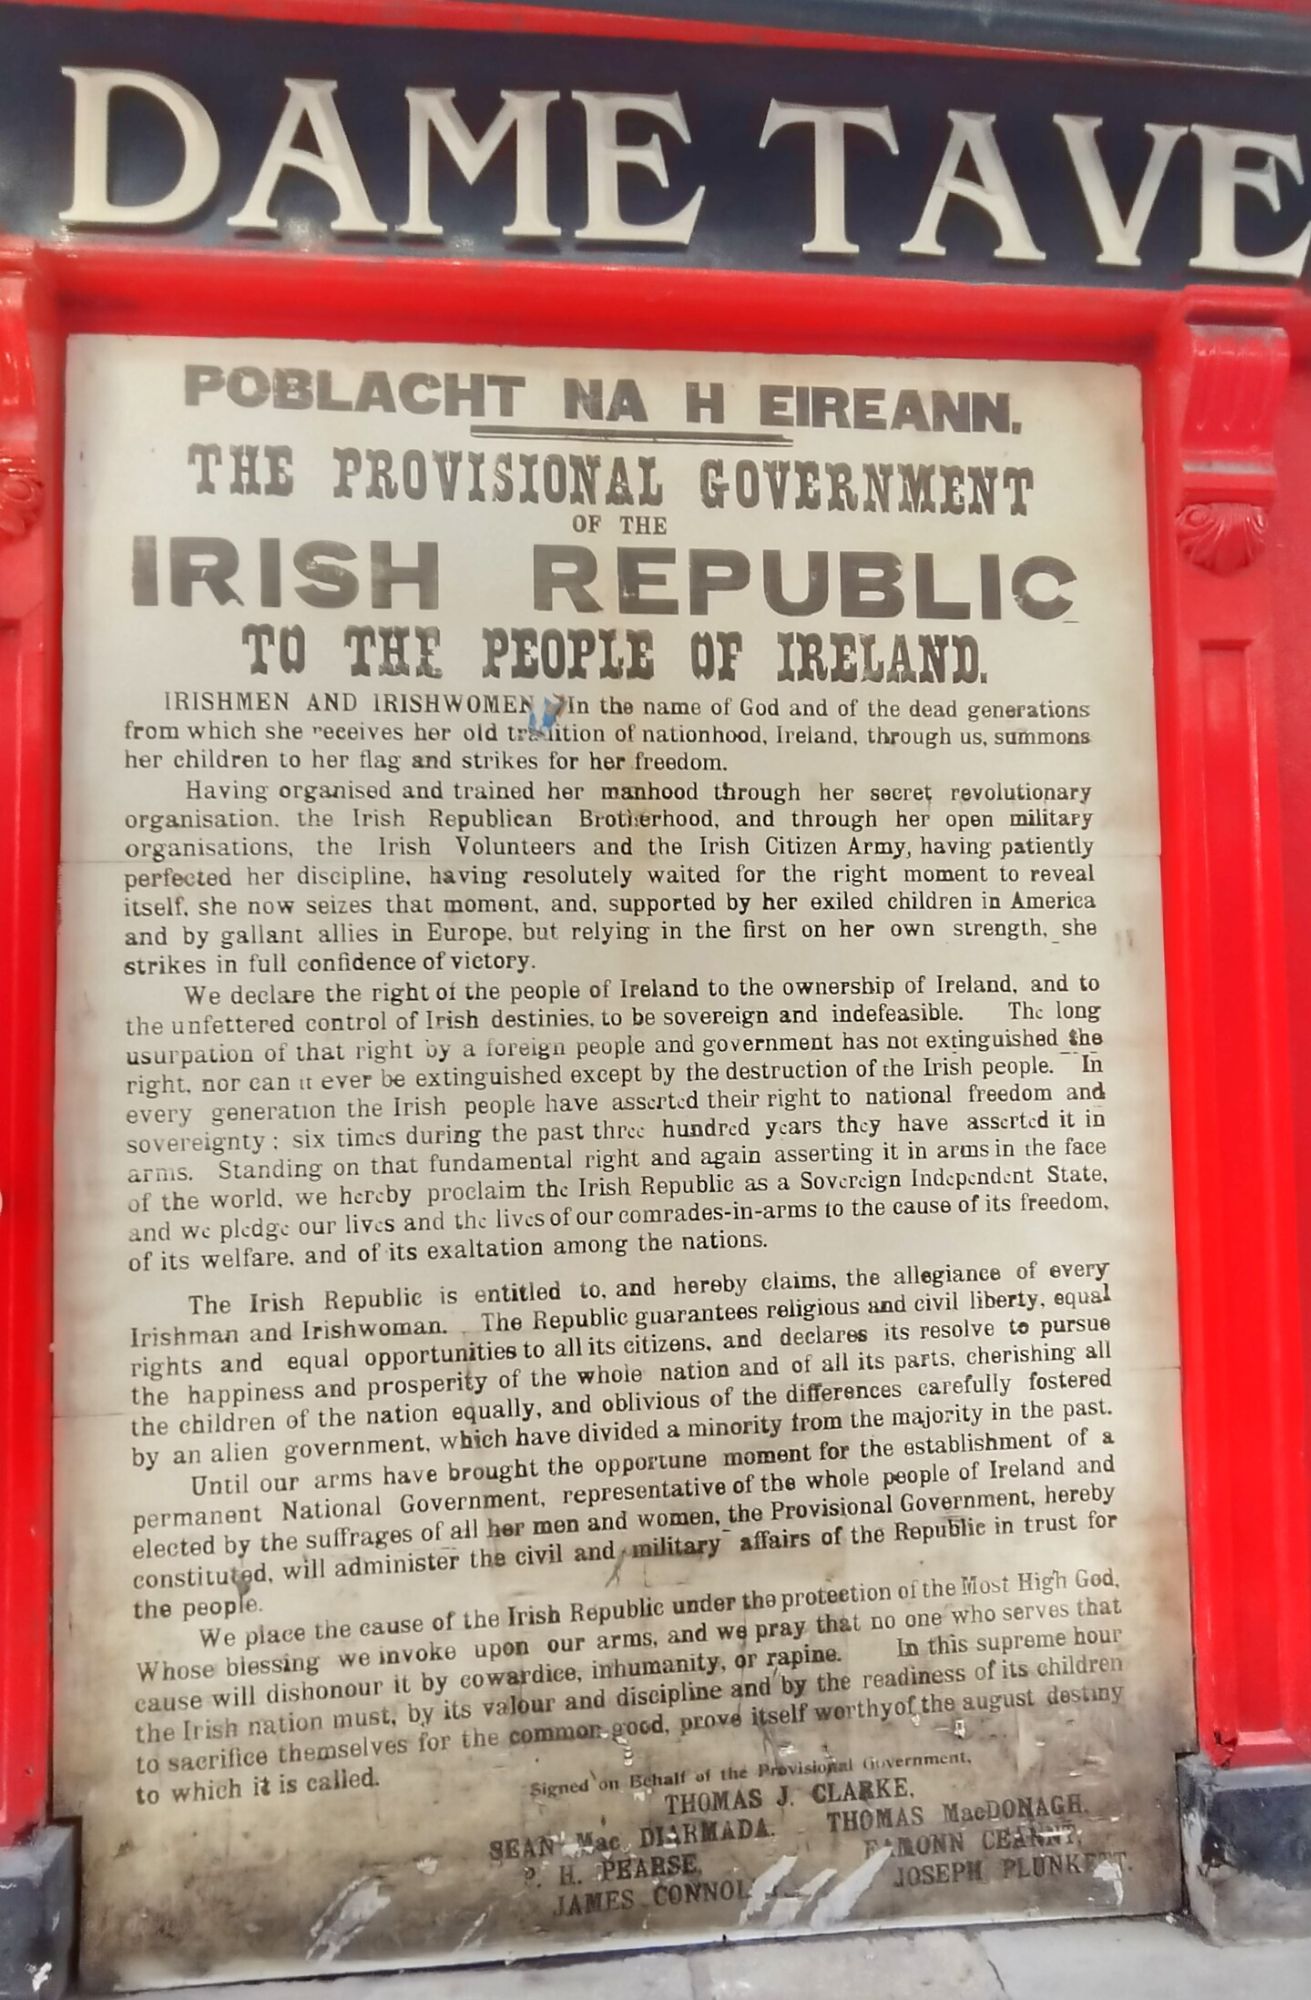 DAME TAVE
POBLACHT NA H EIREANN.
THE PROVISIONAL GOVERNMENT
OF THE
IRISH REPUBLIC
TO THE PEOPLE OF IRELAND.
IRISHMEN AND IRISHWOMEN In the name of God and of the dead generations
from which she receives her old tradition of nationhood, Ireland, through us, summons
her children to her flag and strikes for her freedom.
Having organised and trained her manhood through her secret revolutionary
organisation, the Irish Republican Brotherhood, and through her open military
organisations, the Irish Volunteers and the Irish Citizen Army, having patiently
perfected her discipline, having resolutely waited for the right moment to reveal
itself, she now seizes that moment, and, supported by her exiled children in America
and by gallant allies in Europe, but relying in the first on her own strength, she
strikes in full confidence of victory.
We declare the right of the people of Ireland to the ownership of Ireland, and to
the unfettered control of Irish destinies, to be sovereign and indefeasible. The long
usurpation of that right by a foreign people and government has not extinguished the
right, nor can it ever be extinguished except by the destruction of the Irish people. In
every generation the Irish people have asserted their right to national freedom and
sovereignty; six times during the past three hundred years they have asserted it in
arms. Standing on that fundamental right and again asserting it in arms in the face
of the world, we hereby proclaim the Irish Republic as a Sovereign Independent State,
and we pledge our lives and the lives of our comrades-in-arms to the cause of its freedom,
of its welfare, and of its exaltation among the nations.
The Irish Republic is entitled to, and hereby claims, the allegiance of every
Irishman and Irishwoman. The Republic guarantees religious and civil liberty, equal
rights and equal opportunities to all its citizens, and declares its resolve to pursue
the happiness and prosperity of the whole nation and of all its parts, cherishing all
the children of the nation equally, and oblivious of the differences carefully fostered
by an alien government, which have divided a minority from the majority in the past.
Until our arms have brought the opportune moment for the establishment of a
permanent National Government, representative of the whole people of Ireland and
elected by the suffrages of all her men and women, the Provisional Government, hereby
constituted, will administer the civil and military affairs of the Republic in trust for
the people.
We place the cause of the Irish Republic under the protection of the Most High God,
Whose blessing we invoke upon our arms, and we pray that no one who serves that
cause will dishonour it by cowardice, inhumanity, or rapine. In this supreme hour
the Irish nation must, by its valour and discipline and by the readiness of its children
to sacrifice themselves for the common good, prove itself worthy of the august destiny
to which it is called.
Signed on Behalf of the Provisional Government,
THOMAS J. CLARKE,
SEAN Mac DIARMADA, THOMAS MacDONAGH,
P. H. PEARSE, EAMONN CEANNT,
JAMES CONNOL JOSEPH PLUNKETT.